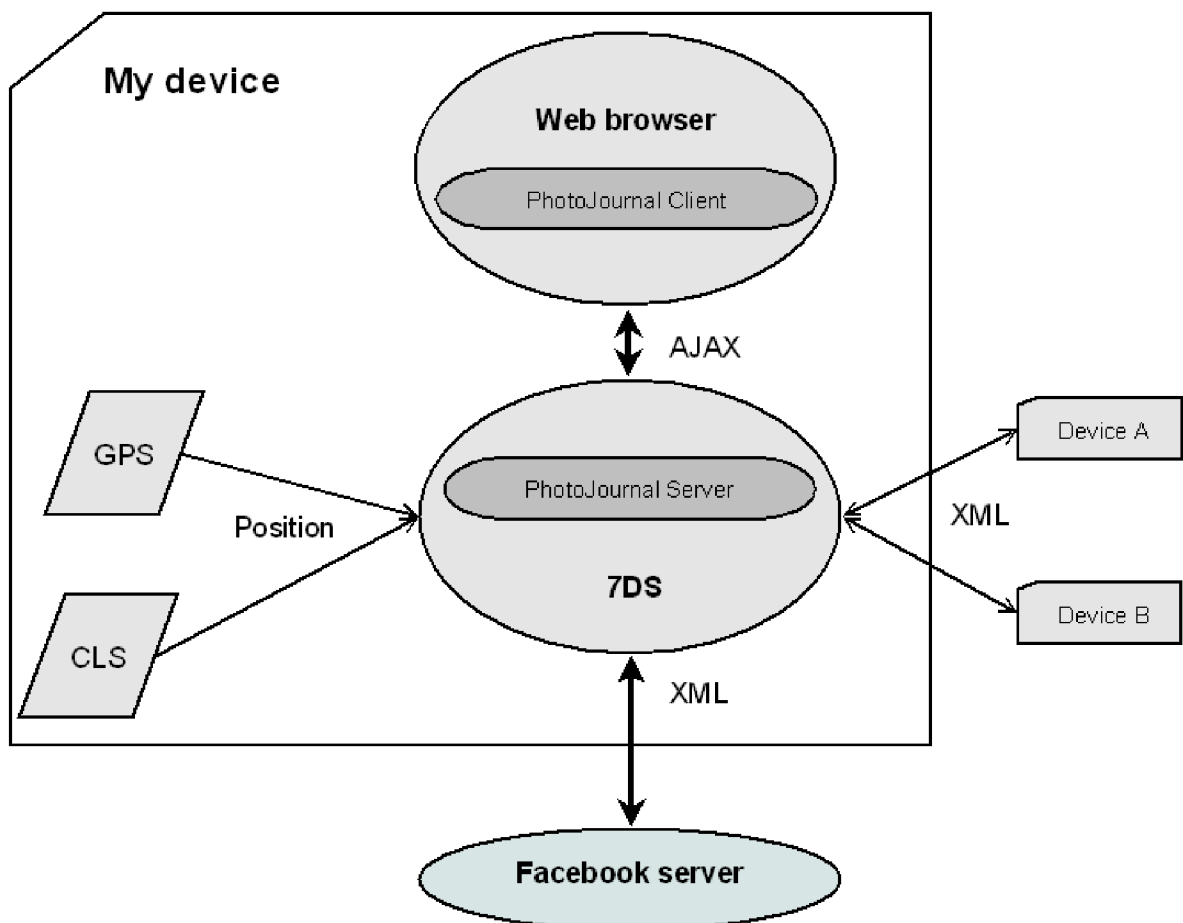 My device
Web browser
PhotoJournal Client
AJAX
GPS
Position
CLS
PhotoJournal Server
7DS
Device A
XML
Device B
XML
Facebook server